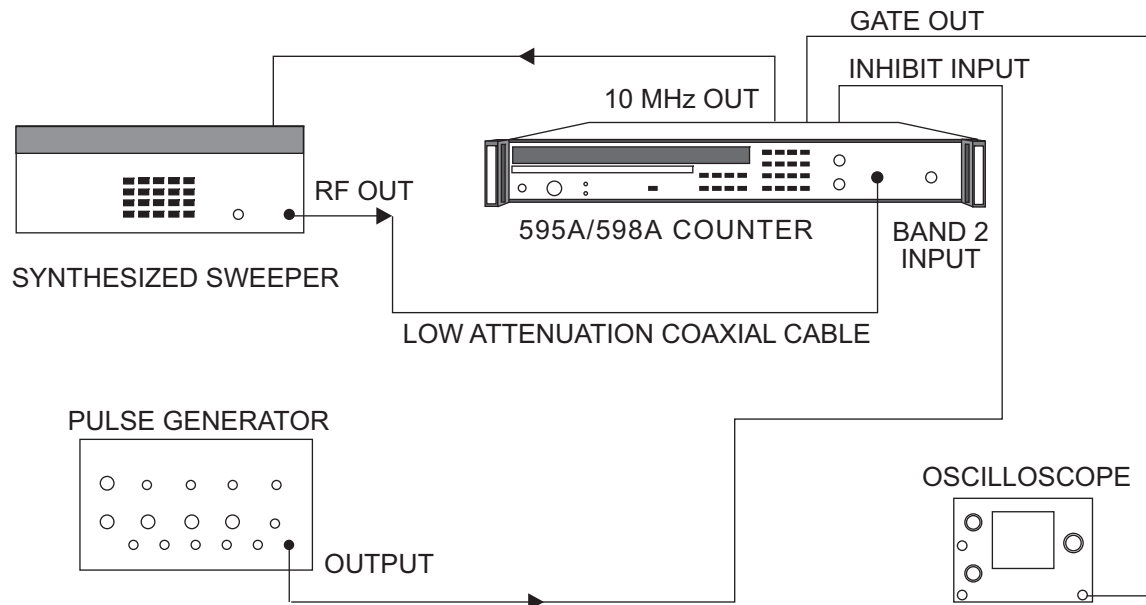 GATE OUT
INHIBIT INPUT
10 MHz OUT
RF OUT
595A/598A COUNTER
BAND 2
INPUT
SYNTHESIZED SWEEPER
LOW ATTENUATION COAXIAL CABLE
PULSE GENERATOR
OSCILLOSCOPE
OUTPUT